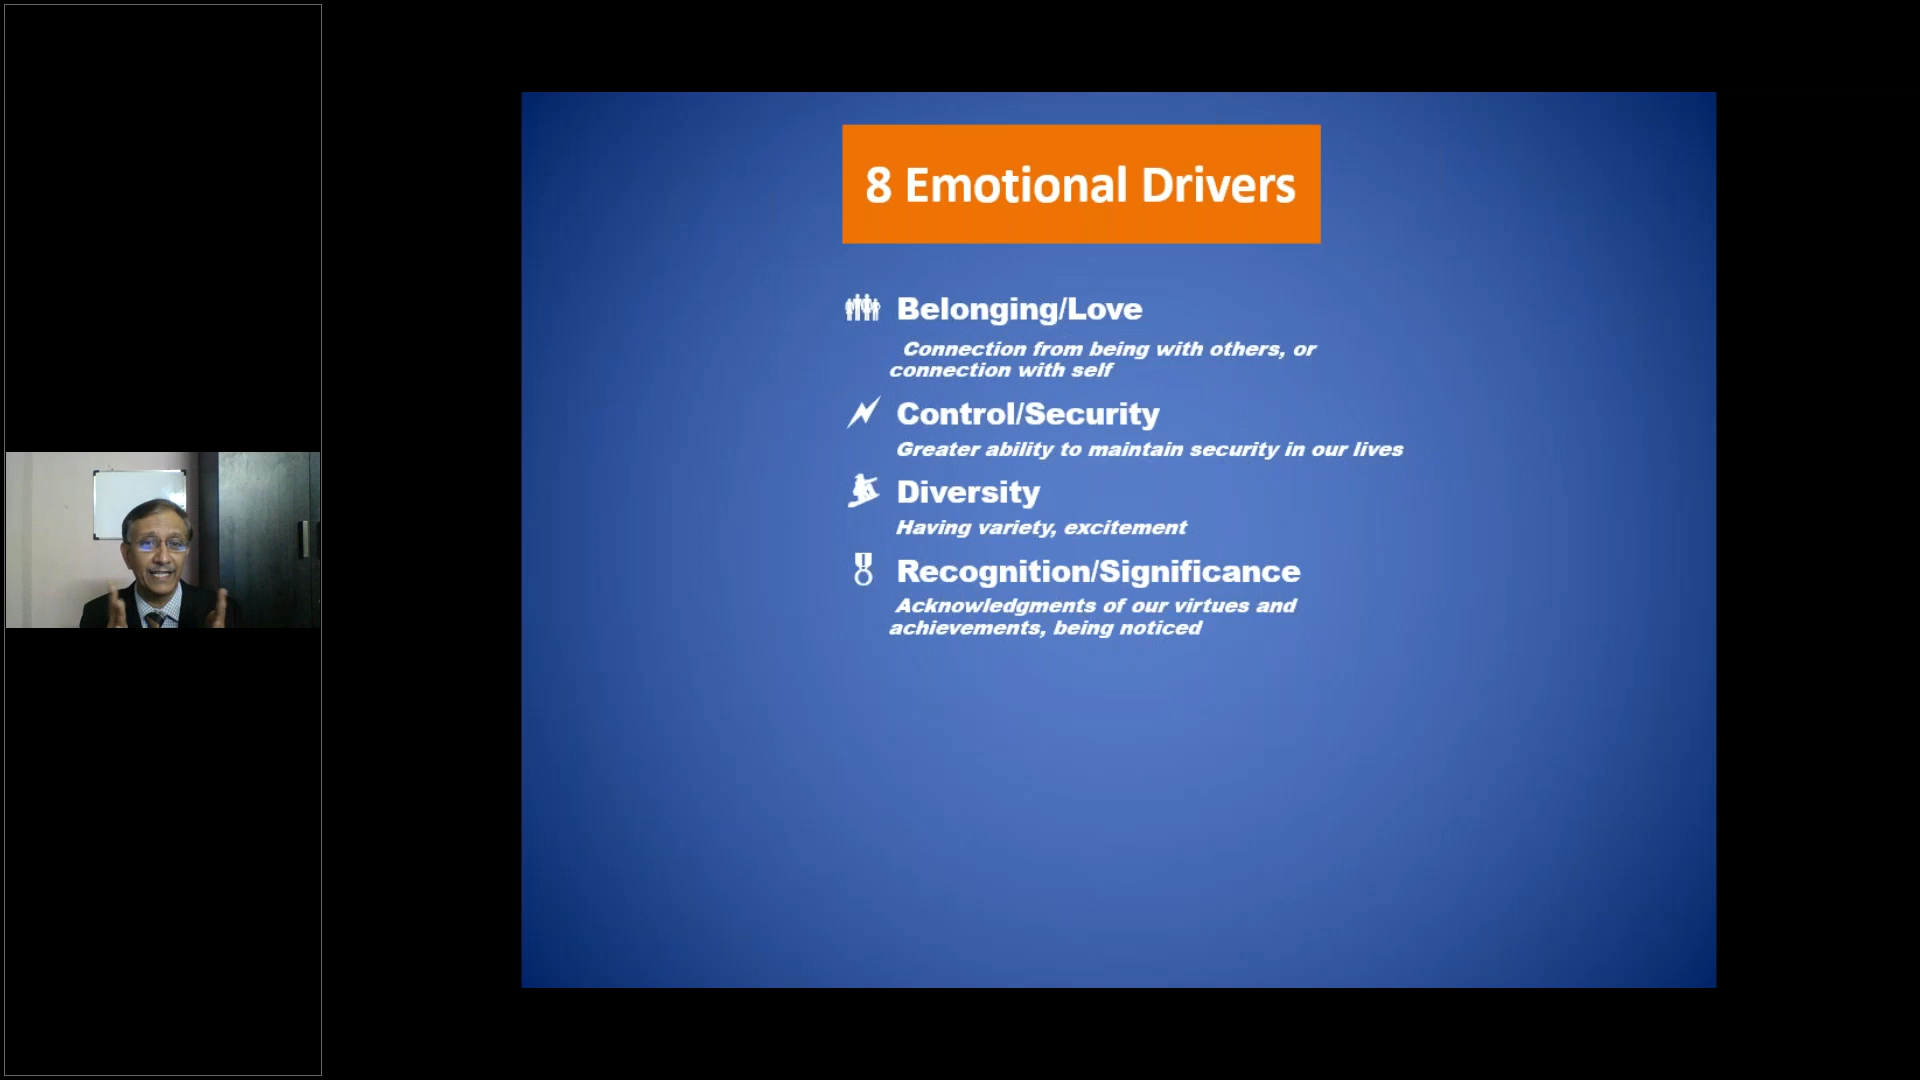 8 Emotional Drivers
Belonging/Love
Connection from being with others, or
connection with self
Control/Security
Greater ability to maintain security in our lives
Diversity
Having variety, excitement
Recognition/Significance
Acknowledgments of our virtues and
achievements, being noticed